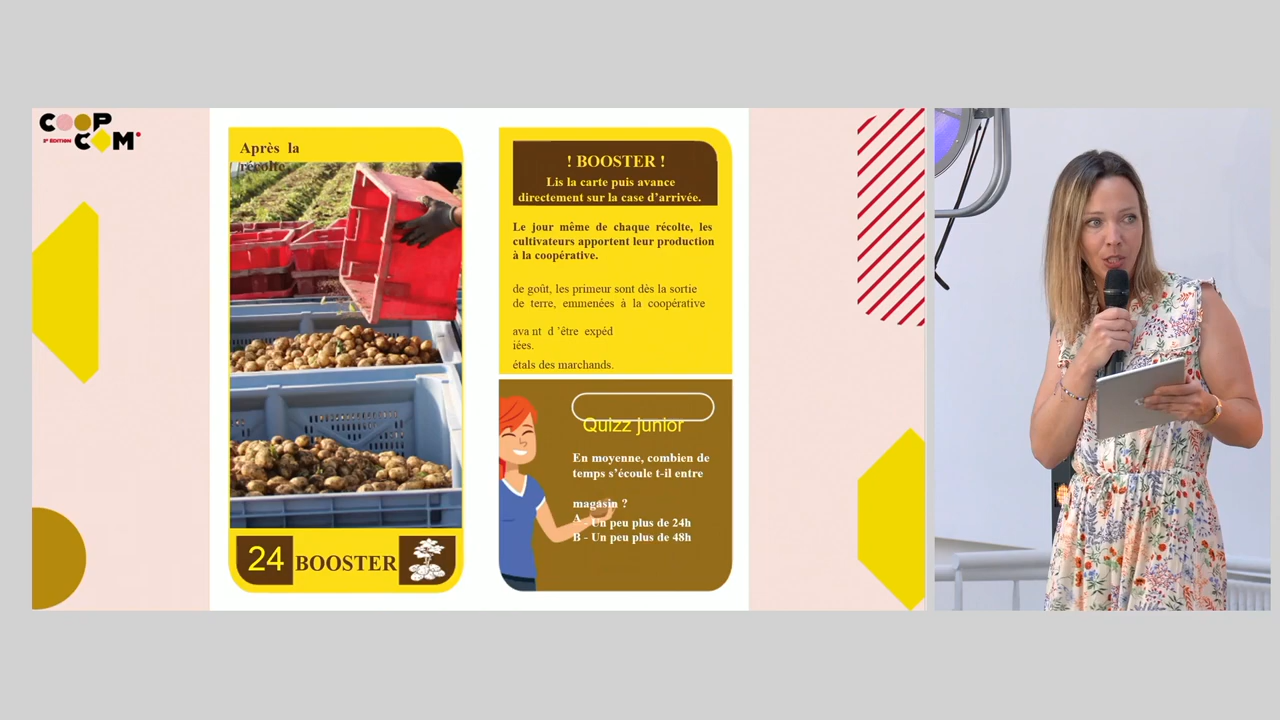 COOP
5ᵉ EDITION COM
Après la
récolte
24 BOOSTER
! BOOSTER !
Lis la carte puis avance
directement sur la case d'arrivée.
Le jour même de chaque récolte, les
cultivateurs apportent leur production
à la coopérative.
de goût, les primeur sont dès la sortie
de terre, emmenées à la coopérative
ava nt d 'être expéd
iées.
étals des marchands.
Quizz junior
En moyenne, combien de
temps s'écoule t-il entre
magasin ?
A - Un peu plus de 24h
B - Un peu plus de 48h